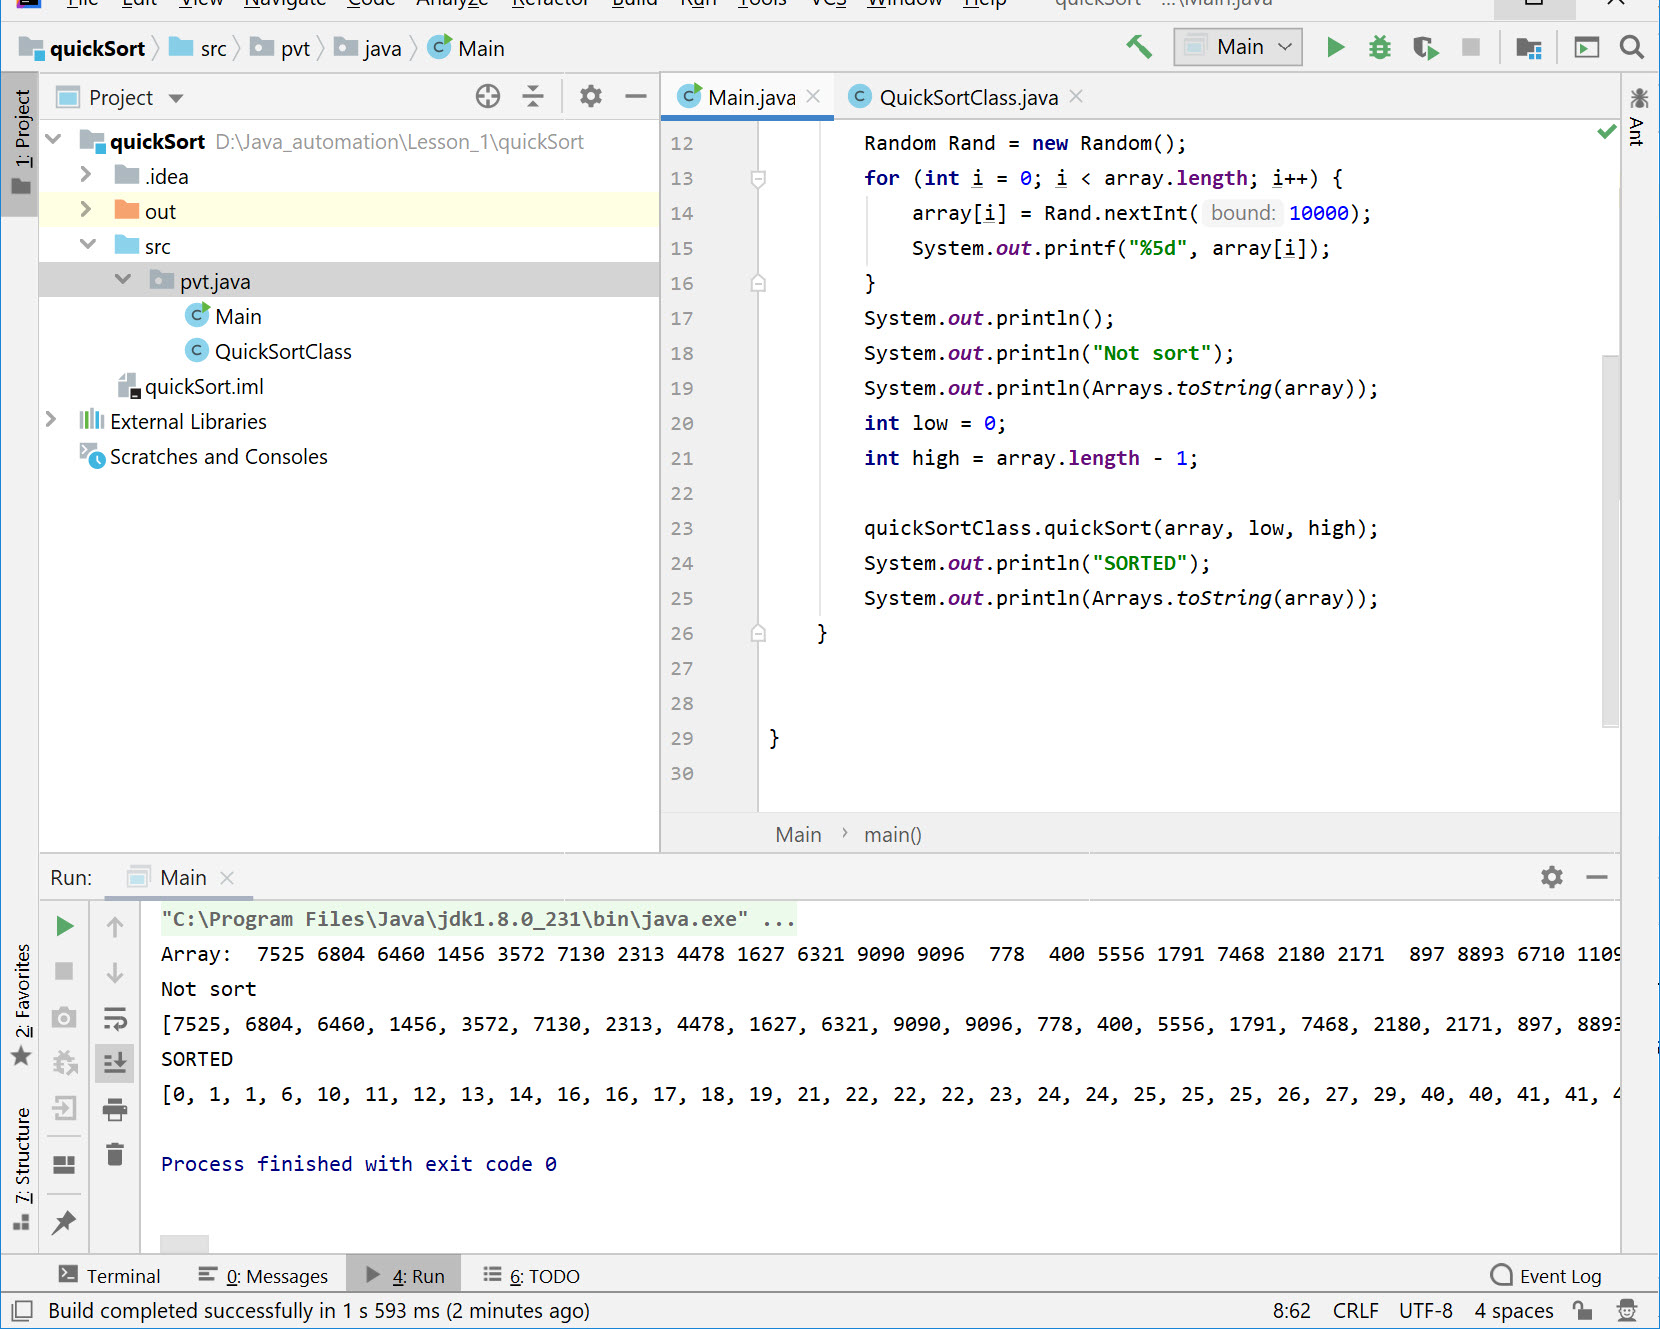 File Edit View Navigate Code Analyze Refactor Build Run Tools VCS Window Help quickSort - ...\Main.java
quickSort src pvt java Main
Main
1: Project
Project
quickSort D:\Java_automation\Lesson_1\quickSort
.idea
out
src
pvt.java
Main
QuickSortClass
quickSort.iml
External Libraries
Scratches and Consoles
Main.java
QuickSortClass.java
Ant
12 Random Rand = new Random();
13 for (int i = 0; i < array.length; i++) {
14 array[i] = Rand.nextInt( bound: 10000);
15 System.out.printf("%5d", array[i]);
16 }
17 System.out.println();
18 System.out.println("Not sort");
19 System.out.println(Arrays.toString(array));
20 int low = 0;
21 int high = array.length - 1;
22
23 quickSortClass.quickSort(array, low, high);
24 System.out.println("SORTED");
25 System.out.println(Arrays.toString(array));
26 }
27
28
29 }
30
Main › main()
Run: Main
"C:\Program Files\Java\jdk1.8.0_231\bin\java.exe" ...
Array:  7525 6804 6460 1456 3572 7130 2313 4478 1627 6321 9090 9096  778  400 5556 1791 7468 2180 2171  897 8893 6710 1109
Not sort
[7525, 6804, 6460, 1456, 3572, 7130, 2313, 4478, 1627, 6321, 9090, 9096, 778, 400, 5556, 1791, 7468, 2180, 2171, 897, 8893
SORTED
[0, 1, 1, 6, 10, 11, 12, 13, 14, 16, 16, 17, 18, 19, 21, 22, 22, 22, 23, 24, 24, 25, 25, 25, 26, 27, 29, 40, 40, 41, 41, 4
Process finished with exit code 0
2: Favorites
7: Structure
Terminal 0: Messages 4: Run 6: TODO Event Log
Build completed successfully in 1 s 593 ms (2 minutes ago) 8:62 CRLF UTF-8 4 spaces